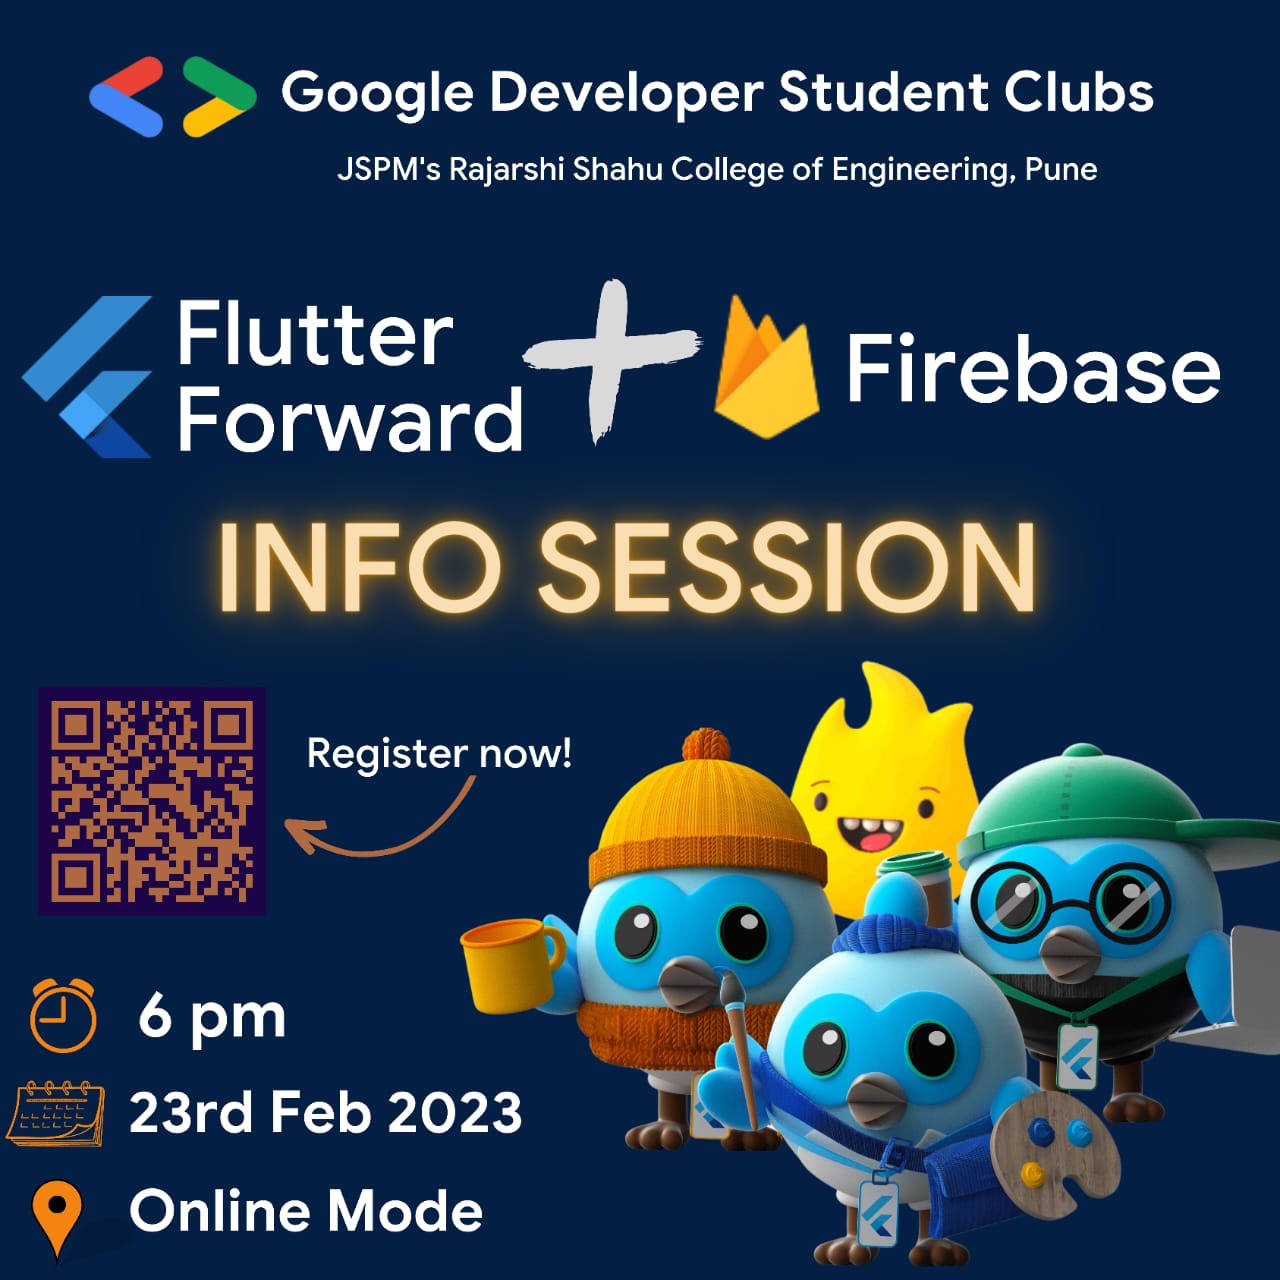 Google Developer Student Clubs
JSPM's Rajarshi Shahu College of Engineering, Pune
Flutter
Forward
Firebase
INFO SESSION
Register now!
6 pm
23rd Feb 2023
Online Mode